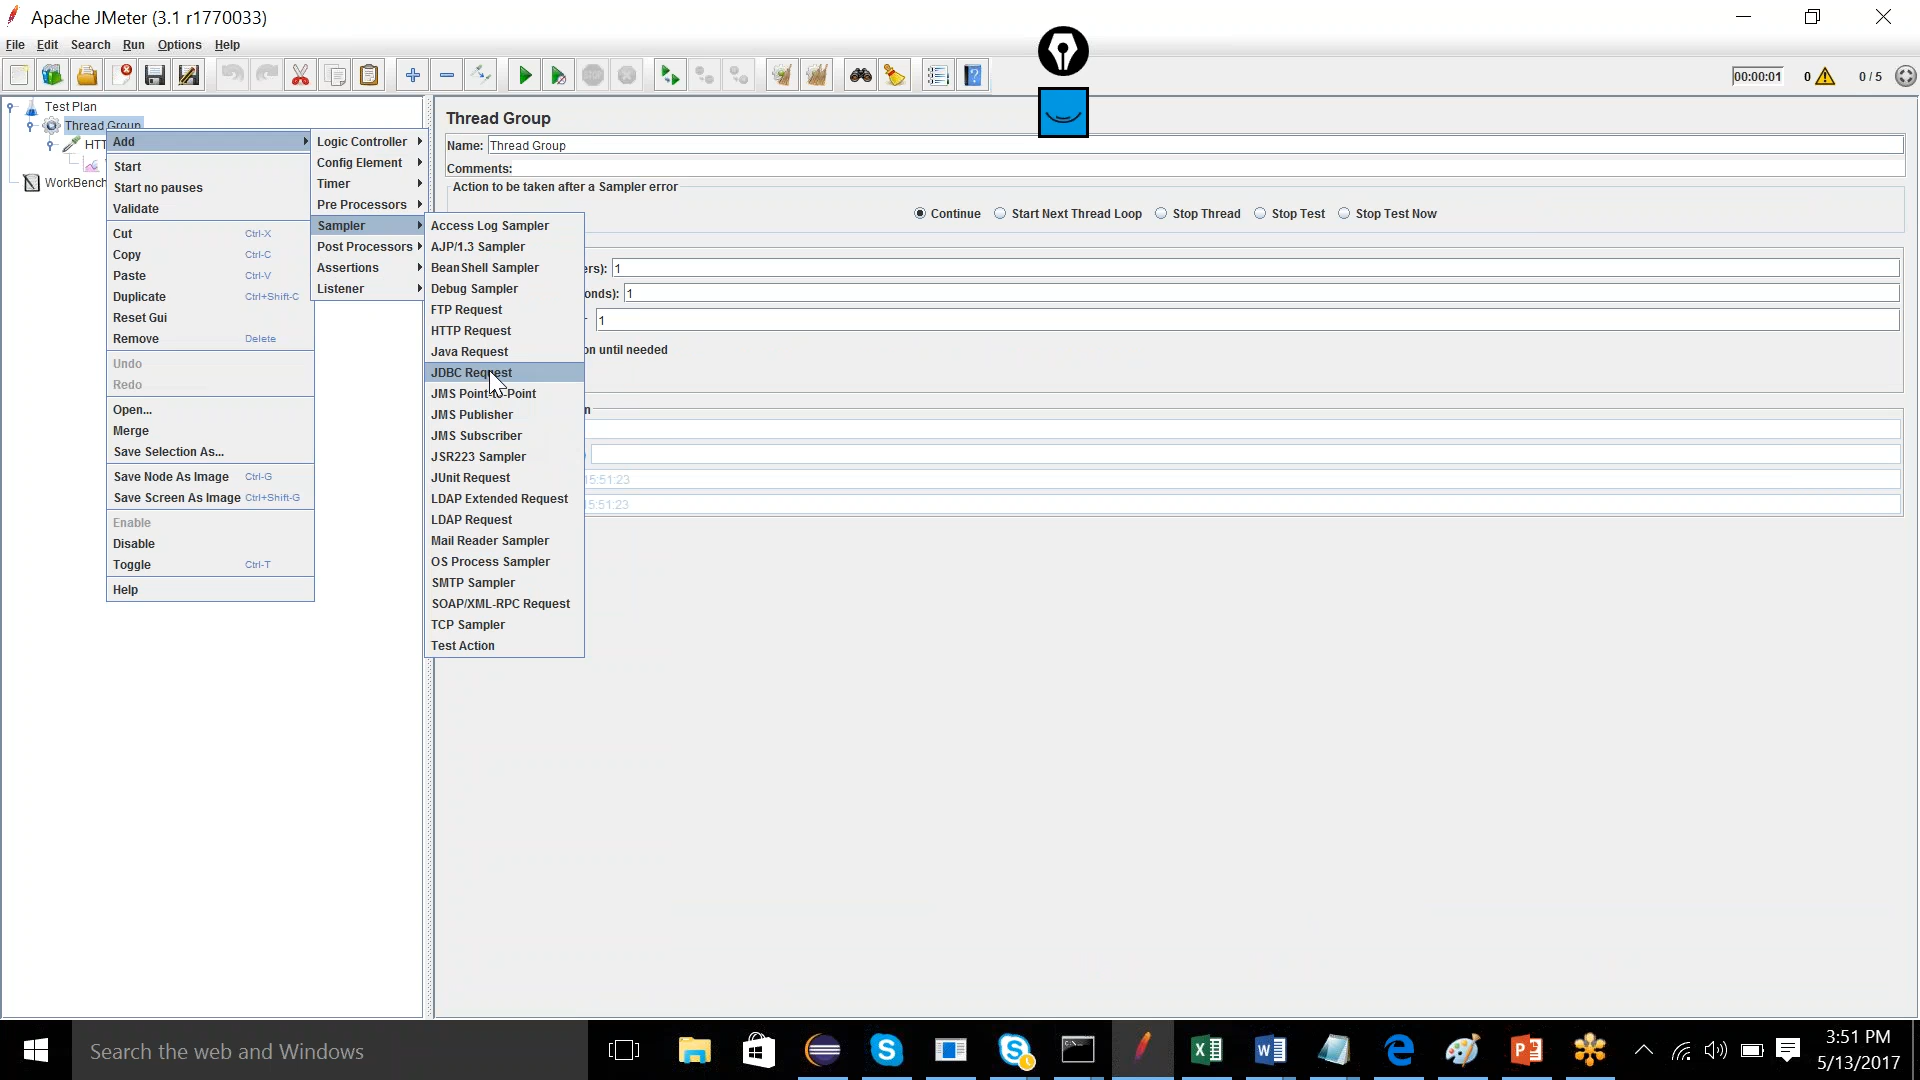 Apache JMeter (3.1 r1770033)
File Edit Search Run Options Help
00:00:01 0 0 / 5
Test Plan
Thread Group
HTT
WorkBench
Add
Start
Start no pauses
Validate
Cut Ctrl-X
Copy Ctrl-C
Paste Ctrl-V
Duplicate Ctrl+Shift-C
Reset Gui
Remove Delete
Undo
Redo
Open...
Merge
Save Selection As...
Save Node As Image Ctrl-G
Save Screen As Image Ctrl+Shift-G
Enable
Disable
Toggle Ctrl-T
Help
Logic Controller
Config Element
Timer
Pre Processors
Sampler
Post Processors
Assertions
Listener
Access Log Sampler
AJP/1.3 Sampler
BeanShell Sampler
Debug Sampler
FTP Request
HTTP Request
Java Request
JDBC Request
JMS Point-to-Point
JMS Publisher
JMS Subscriber
JSR223 Sampler
JUnit Request
LDAP Extended Request
LDAP Request
Mail Reader Sampler
OS Process Sampler
SMTP Sampler
SOAP/XML-RPC Request
TCP Sampler
Test Action
Thread Group
Name: Thread Group
Comments:
Action to be taken after a Sampler error
Continue Start Next Thread Loop Stop Thread Stop Test Stop Test Now
ers): 1
onds): 1
1
on until needed
n
15:51:23
15:51:23
Search the web and Windows
3:51 PM
5/13/2017